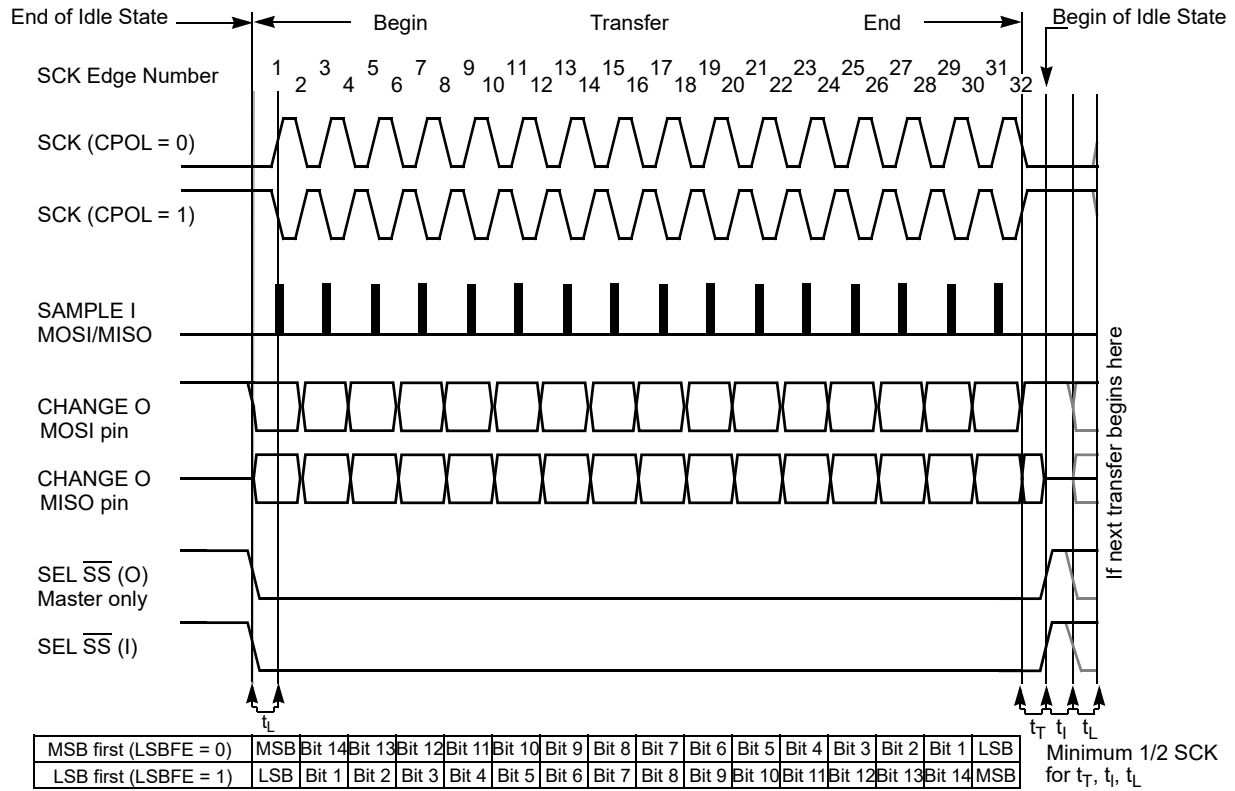 End of Idle State Begin Transfer End Begin of Idle State
SCK Edge Number 1 2 3 4 5 6 7 8 9 10 11 12 13 14 15 16 17 18 19 20 21 22 23 24 25 26 27 28 29 30 31 32
SCK (CPOL = 0)
SCK (CPOL = 1)
SAMPLE I
MOSI/MISO
CHANGE O
MOSI pin
CHANGE O
MISO pin
SEL SS (O)
Master only
SEL SS (I)
If next transfer begins here
tL tT tI tL
MSB first (LSBFE = 0) MSB Bit 14 Bit 13 Bit 12 Bit 11 Bit 10 Bit 9 Bit 8 Bit 7 Bit 6 Bit 5 Bit 4 Bit 3 Bit 2 Bit 1 LSB
LSB first (LSBFE = 1) LSB Bit 1 Bit 2 Bit 3 Bit 4 Bit 5 Bit 6 Bit 7 Bit 8 Bit 9 Bit 10 Bit 11 Bit 12 Bit 13 Bit 14 MSB
Minimum 1/2 SCK
for tT, tI, tL